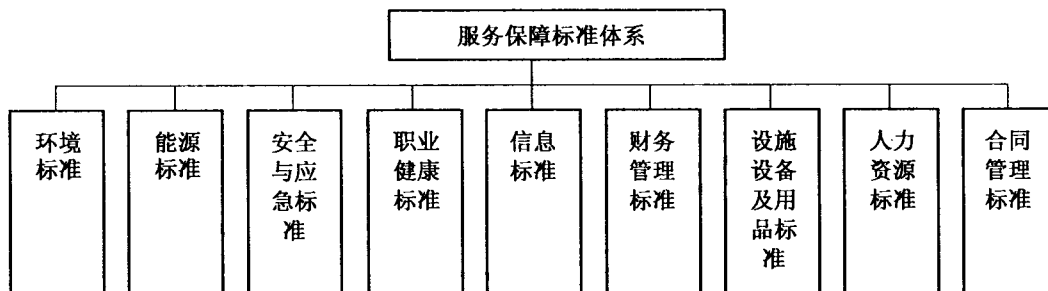 服务保障标准体系
环境
标准
能源
标准
安全
与应
急标
准
职业
健康
标准
信息
标准
财务
管理
标准
设施
设备
及用
品标
准
人力
资源
标准
合同
管理
标准